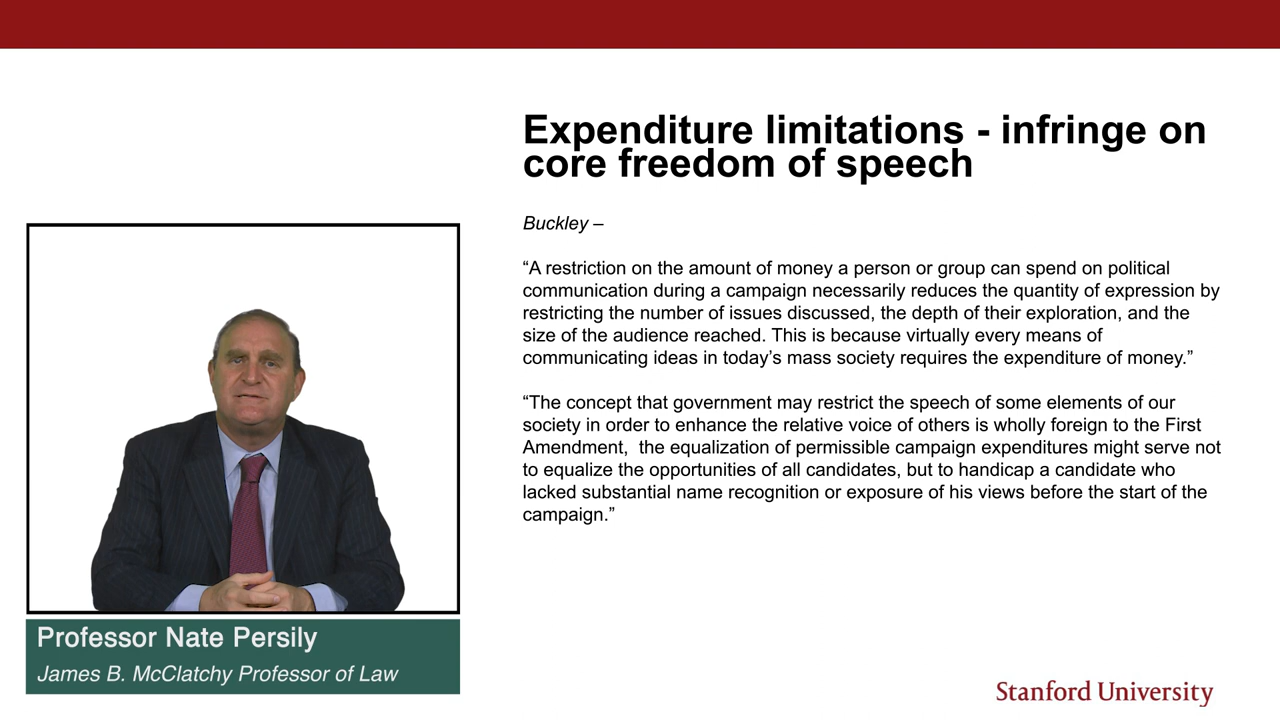 Expenditure limitations - infringe on
core freedom of speech
Buckley –
“A restriction on the amount of money a person or group can spend on political
communication during a campaign necessarily reduces the quantity of expression by
restricting the number of issues discussed, the depth of their exploration, and the
size of the audience reached. This is because virtually every means of
communicating ideas in today’s mass society requires the expenditure of money.”
“The concept that government may restrict the speech of some elements of our
society in order to enhance the relative voice of others is wholly foreign to the First
Amendment,  the equalization of permissible campaign expenditures might serve not
to equalize the opportunities of all candidates, but to handicap a candidate who
lacked substantial name recognition or exposure of his views before the start of the
campaign.”
Professor Nate Persily
James B. McClatchy Professor of Law
Stanford University